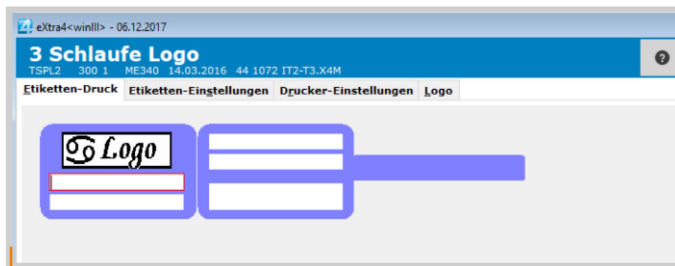 eXtra4<winIII> - 06.12.2017
3 Schlaufe Logo
TSPL2 300 1 ME340 14.03.2016 44 1072 IT2-T3.X4M
Etiketten-Druck Etiketten-Einstellungen Drucker-Einstellungen Logo
♋ Logo